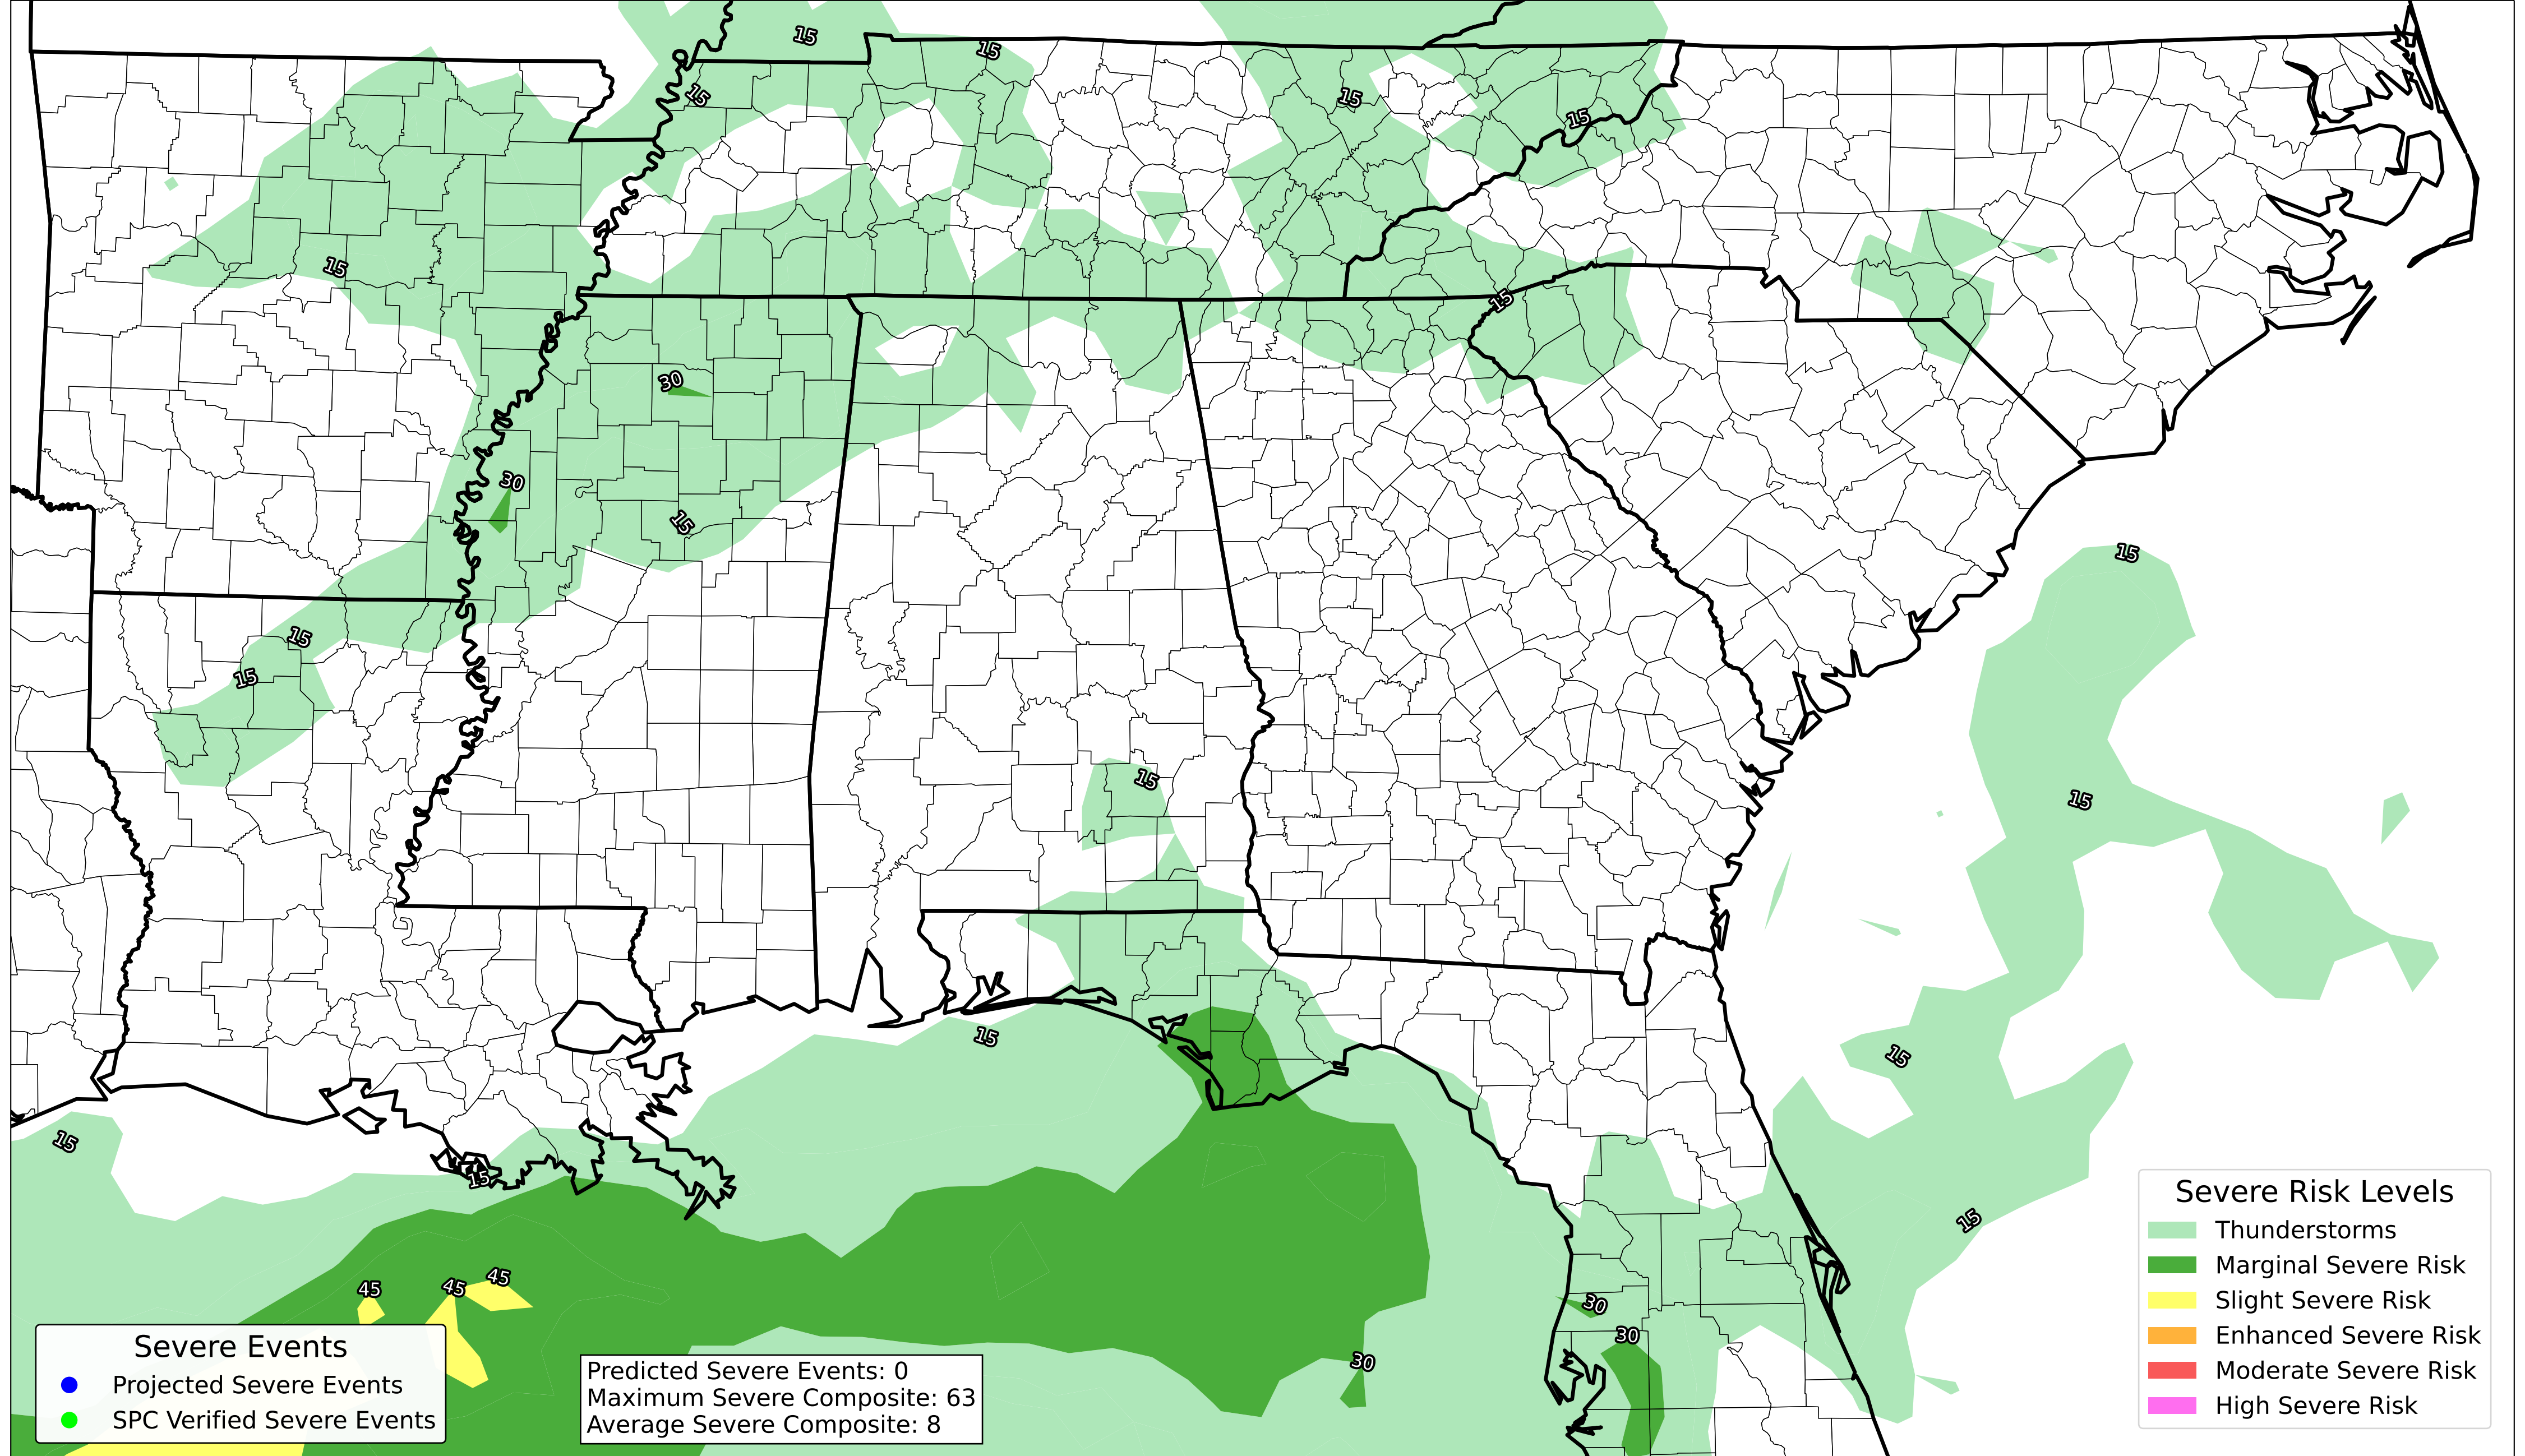 15
15
15
15
15
15
15
30
30
15
15
15
15
15
15
15
15
15
15
15
45
45
45
30
30
30
Severe Risk Levels
Thunderstorms
Marginal Severe Risk
Slight Severe Risk
Enhanced Severe Risk
Moderate Severe Risk
High Severe Risk
Severe Events
Projected Severe Events
SPC Verified Severe Events
Predicted Severe Events: 0
Maximum Severe Composite: 63
Average Severe Composite: 8